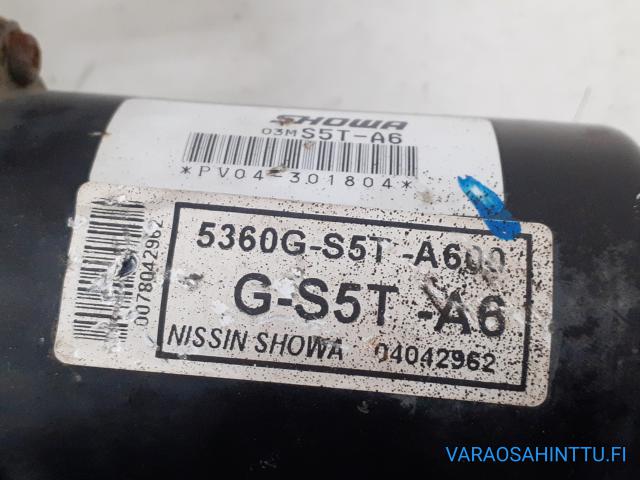 SHOWA
03M S5T-A6
*PV04-301804*
0078042962
5360G-S5T-A600
G-S5T-A6
NISSIN SHOWA 04042962
VARAOSAHINTTU.FI